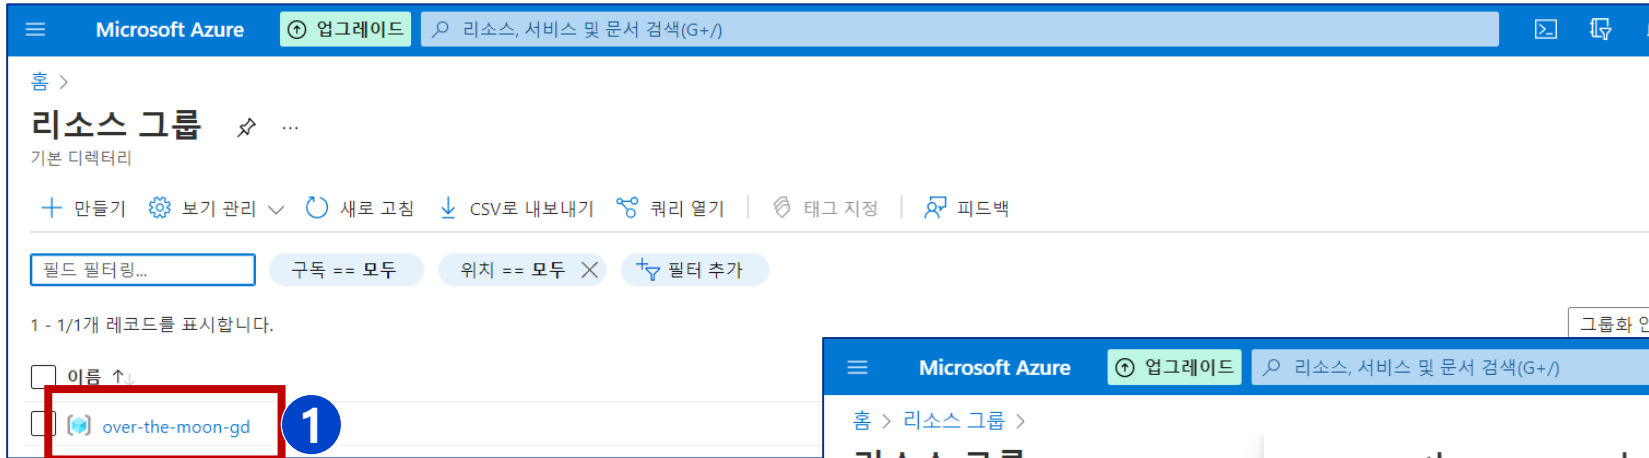 Microsoft Azure 업그레이드 리소스, 서비스 및 문서 검색(G+/)
홈 >
리소스 그룹 ...
기본 디렉터리
만들기 보기 관리 새로 고침 CSV로 내보내기 쿼리 열기 태그 지정 피드백
필드 필터링... 구독 == 모두 위치 == 모두 필터 추가
1 - 1/1개 레코드를 표시합니다.
그룹화
이름 ↑↓
over-the-moon-gd 1
Microsoft Azure 업그레이드 리소스, 서비스 및 문서 검색(G+/)
홈 > 리소스 그룹 >